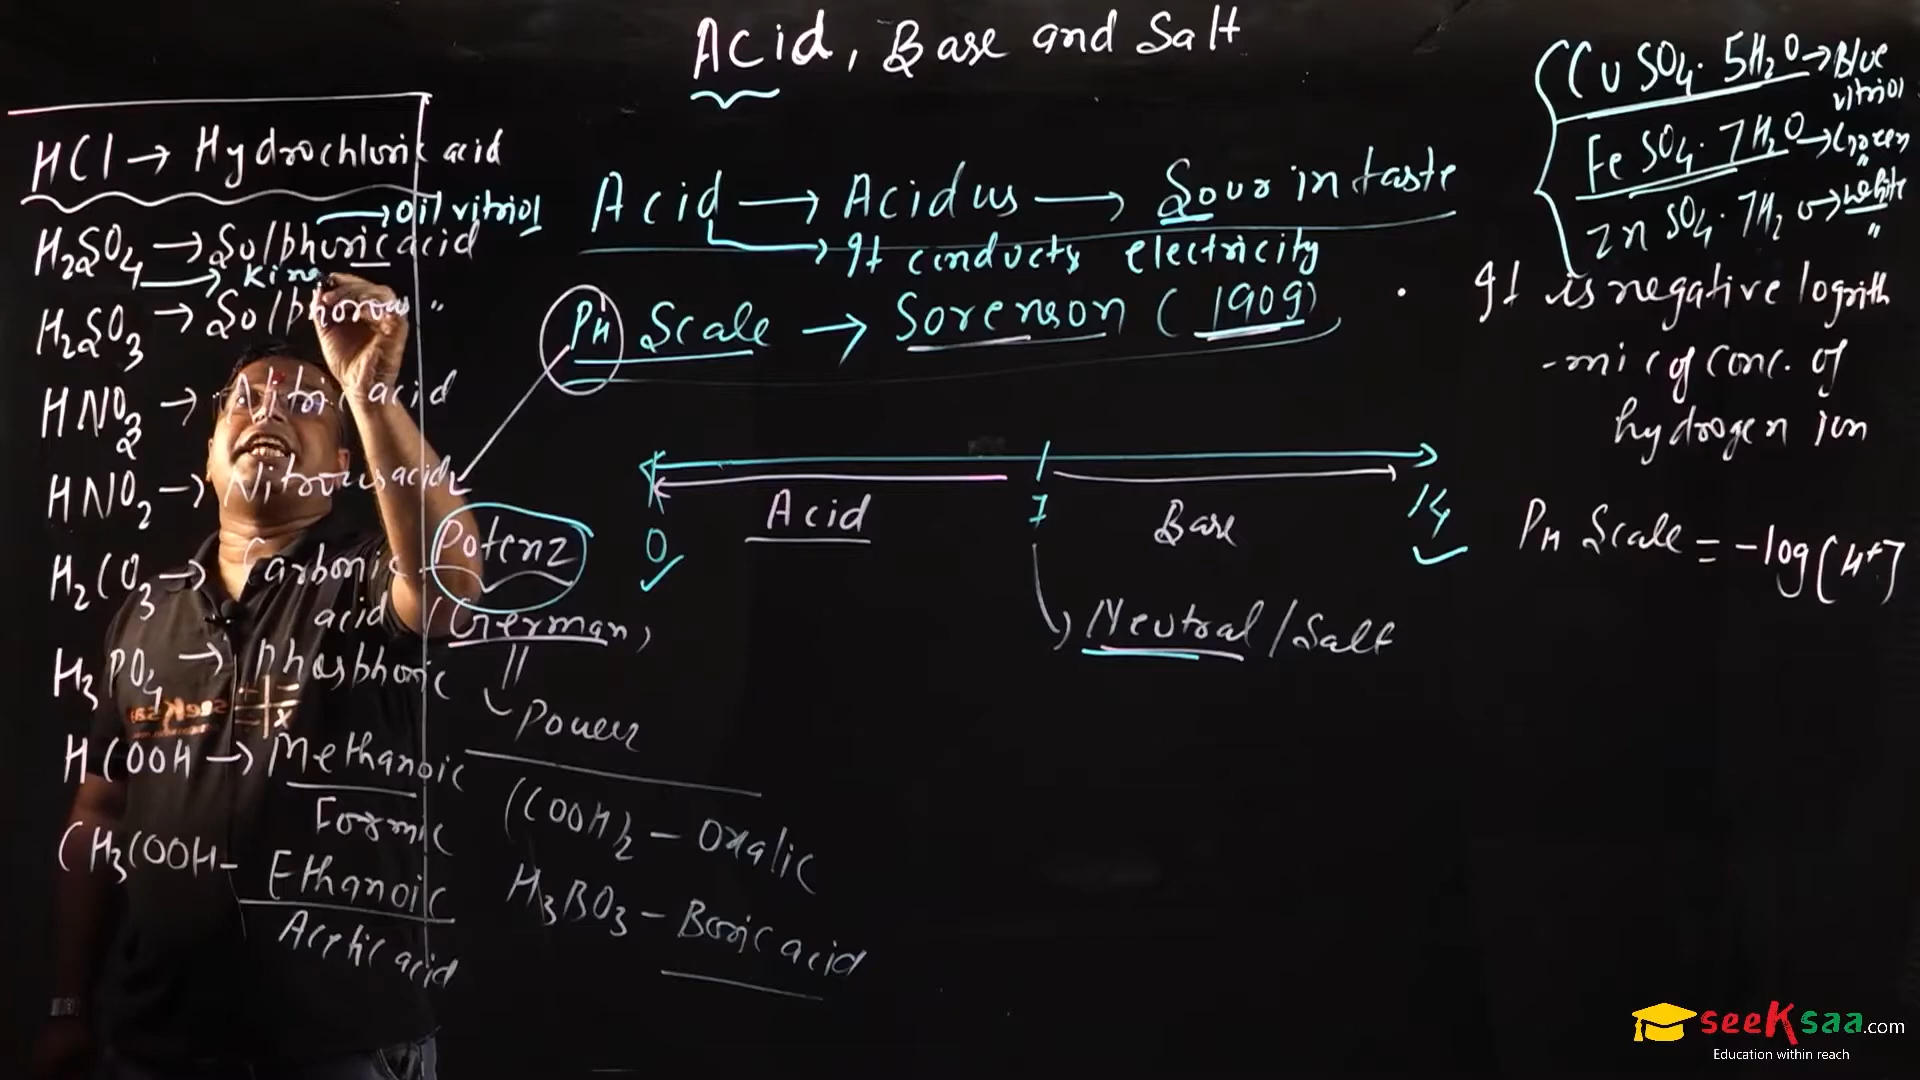 Acid, Base and Salt
HCl → Hydrochloric acid
→ Oil vitriol
H2SO4 → Sulphuric acid
→ King
H2SO3 → Sulphorous "
HNO3 → Nitric acid
HNO2 → Nitrous acid
H2CO3 → Carbonic
acid
H3PO4 → Phosphoric
HCOOH → Methanoic
Formic
CH3COOH - Ethanoic
Acetic acid
Acid → Acidus → Sour in taste
→ It conducts electricity
PH Scale → Sorenson (1909)
Potenz
(German)
Power
(COOH)2 - Oxalic
H3BO3 - Boric acid
Acid
Base
0
7
14
Neutral / Salt
CuSO4.5H2O → Blue
vitriol
FeSO4.7H2O → Green "
ZnSO4.7H2O → white "
It is negative logrith
-mic of conc. of
hydrogen ion
PH Scale = -log[H+]
seeKsaa.com
Education within reach